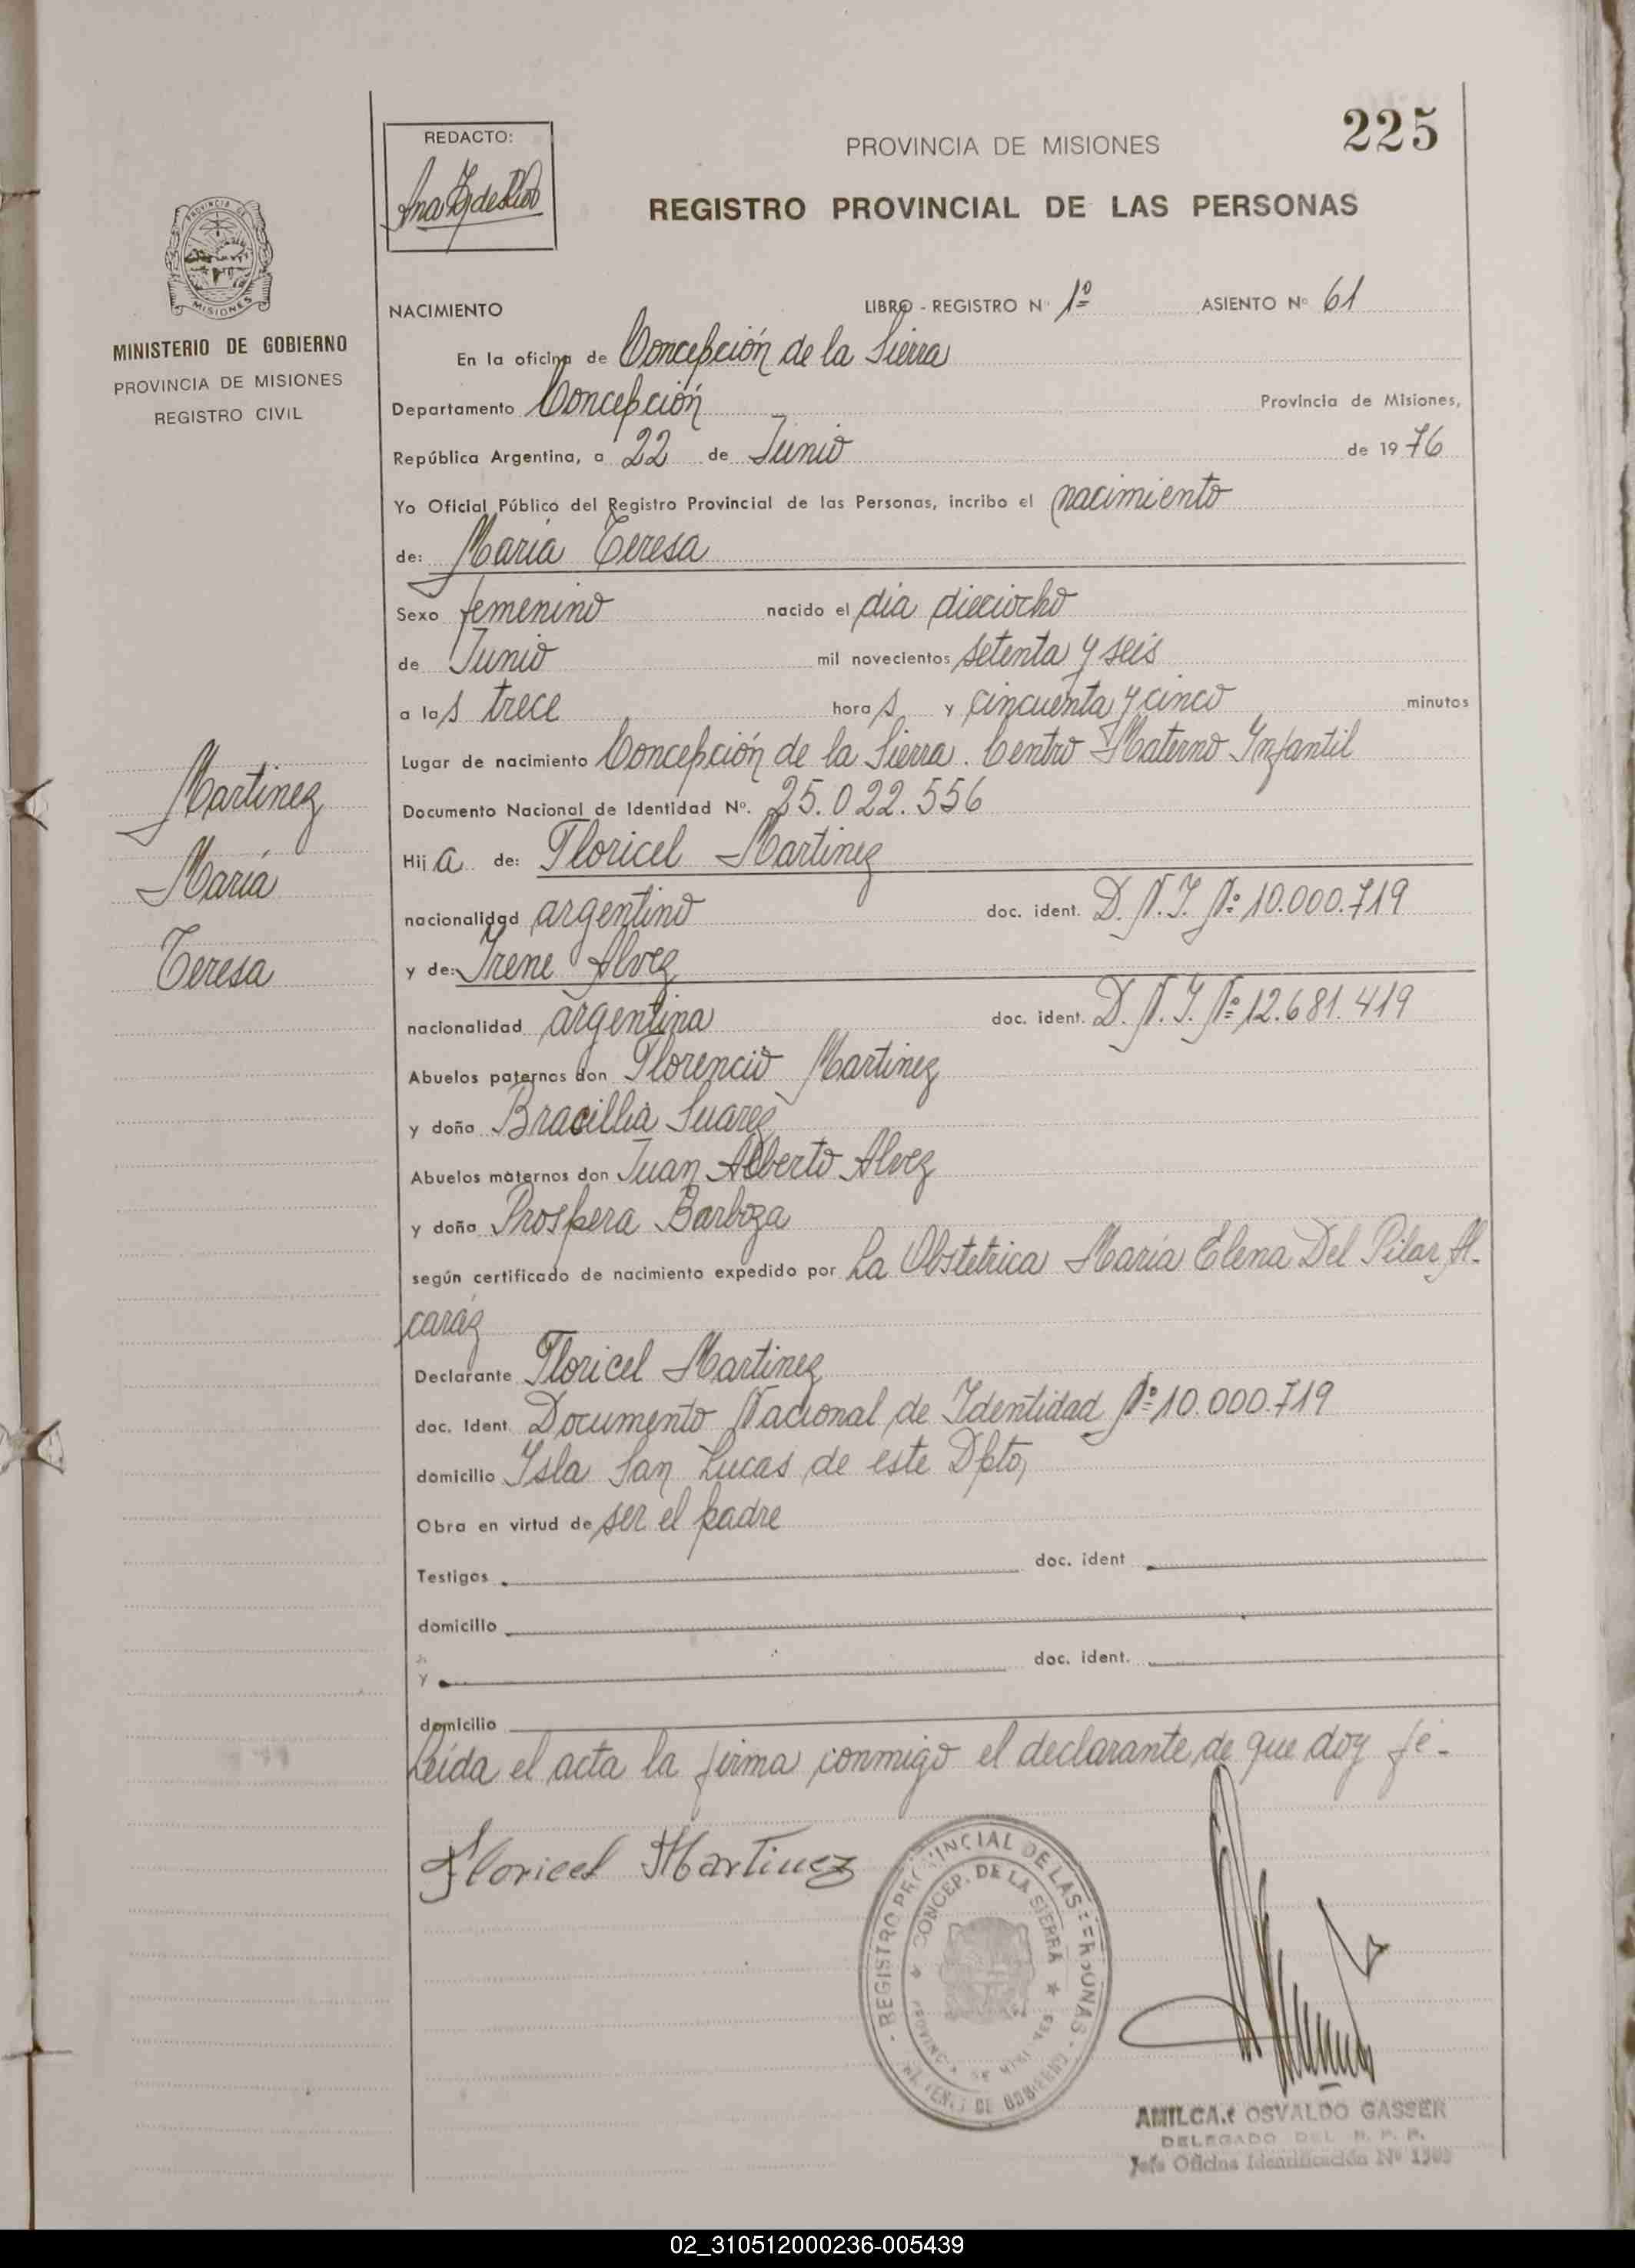 225
REDACTO:
PROVINCIA DE MISIONES
REGISTRO PROVINCIAL DE LAS PERSONAS
PROVINCIA DE
MISIONES
MINISTERIO DE GOBIERNO
PROVINCIA DE MISIONES
REGISTRO CIVIL
NACIMIENTO LIBRO - REGISTRO Nº 1º ASIENTO Nº 61
En la oficina de Concepción de la Sierra
Departamento Concepción Provincia de Misiones,
República Argentina, a 22 de Junio de 1976
Yo Oficial Público del Registro Provincial de las Personas, incribo el nacimiento
de: María Teresa
Sexo femenino nacido el día dieciocho
de Junio mil novecientos setenta y seis
a las trece horas y cincuenta y cinco minutos
Lugar de nacimiento Concepción de la Sierra. Centro Materno Infantil
Documento Nacional de Identidad Nº. 25.022.556
Hija de: Floricel Martinez
nacionalidad argentino doc. ident. D.N.I. Nº 10.000.719
y de: Irene Alvez
nacionalidad argentina doc. ident. D.N.I. Nº 12.681.419
Abuelos paternos don Florencio Martinez
y doña Bracillia Suarez
Abuelos maternos don Juan Alberto Alvez
y doña Prospera Barboza
según certificado de nacimiento expedido por La Obstetrica María Elena Del Pilar Al-
caráz
Declarante Floricel Martinez
doc. Ident. Documento Nacional de Identidad Nº 10.000.719
domicilio Isla San Lucas de este Dpto,
Obra en virtud de ser el padre
Testigos doc. ident
domicilio
y doc. ident.
domicilio
Leída el acta la firma conmigo el declarante, de que doy fé-
Martinez
María
Teresa
Floricel Martinez
REGISTRO PROVINCIAL DE LAS PERSONAS
CONCEP. DE LA SIERRA
AMILCAR OSVALDO GASSER
DELEGADO DEL R. P. P.
Jefe Oficina Identificación Nº
02_310512000236-005439